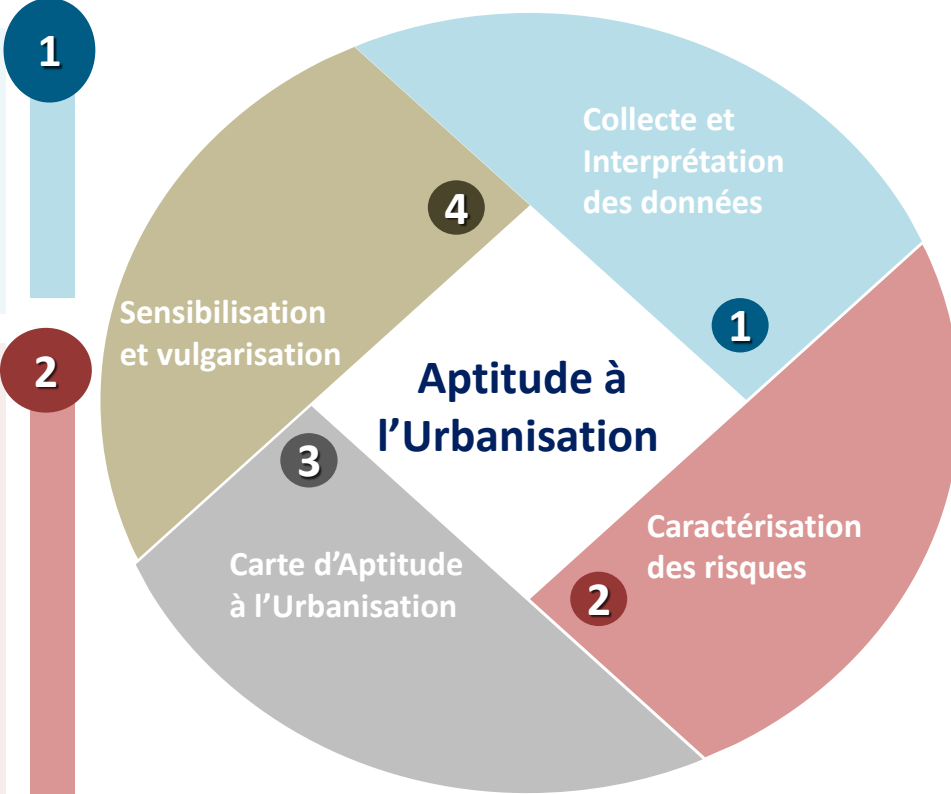 1
2
Collecte et
Interprétation
des données
1
Caractérisation
des risques
2
3
Carte d'Aptitude
à l'Urbanisation
4
Sensibilisation
et vulgarisation
Aptitude à
l'Urbanisation